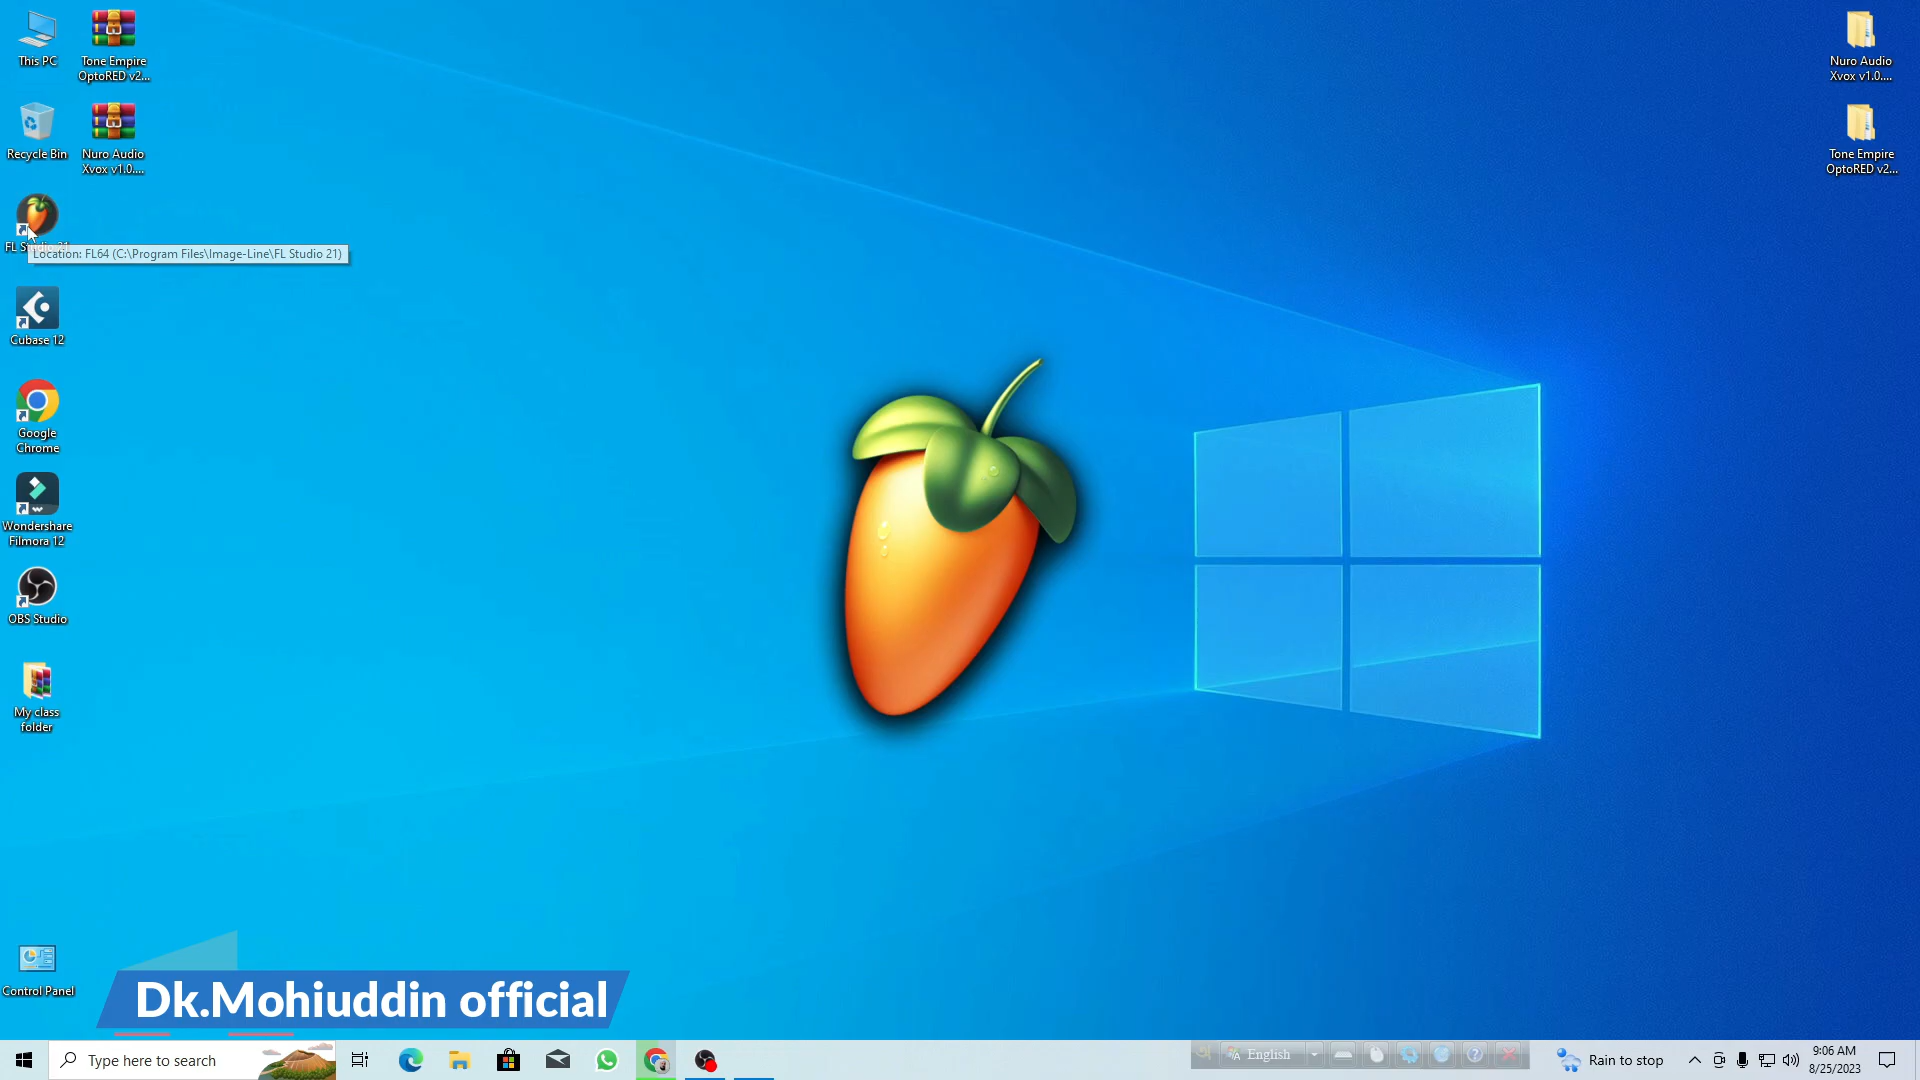 This PC
Tone Empire
OptoRED v2...
Recycle Bin
Nuro Audio
Xvox v1.0....
Location: FL64 (C:\Program Files\Image-Line\FL Studio 21)
Cubase 12
Google
Chrome
Wondershare
Filmora 12
OBS Studio
My class
folder
Control Panel
Nuro Audio
Xvox v1.0....
Tone Empire
OptoRED v2...
Dk.Mohiuddin official
Type here to search
English
Rain to stop
9:06 AM
8/25/2023